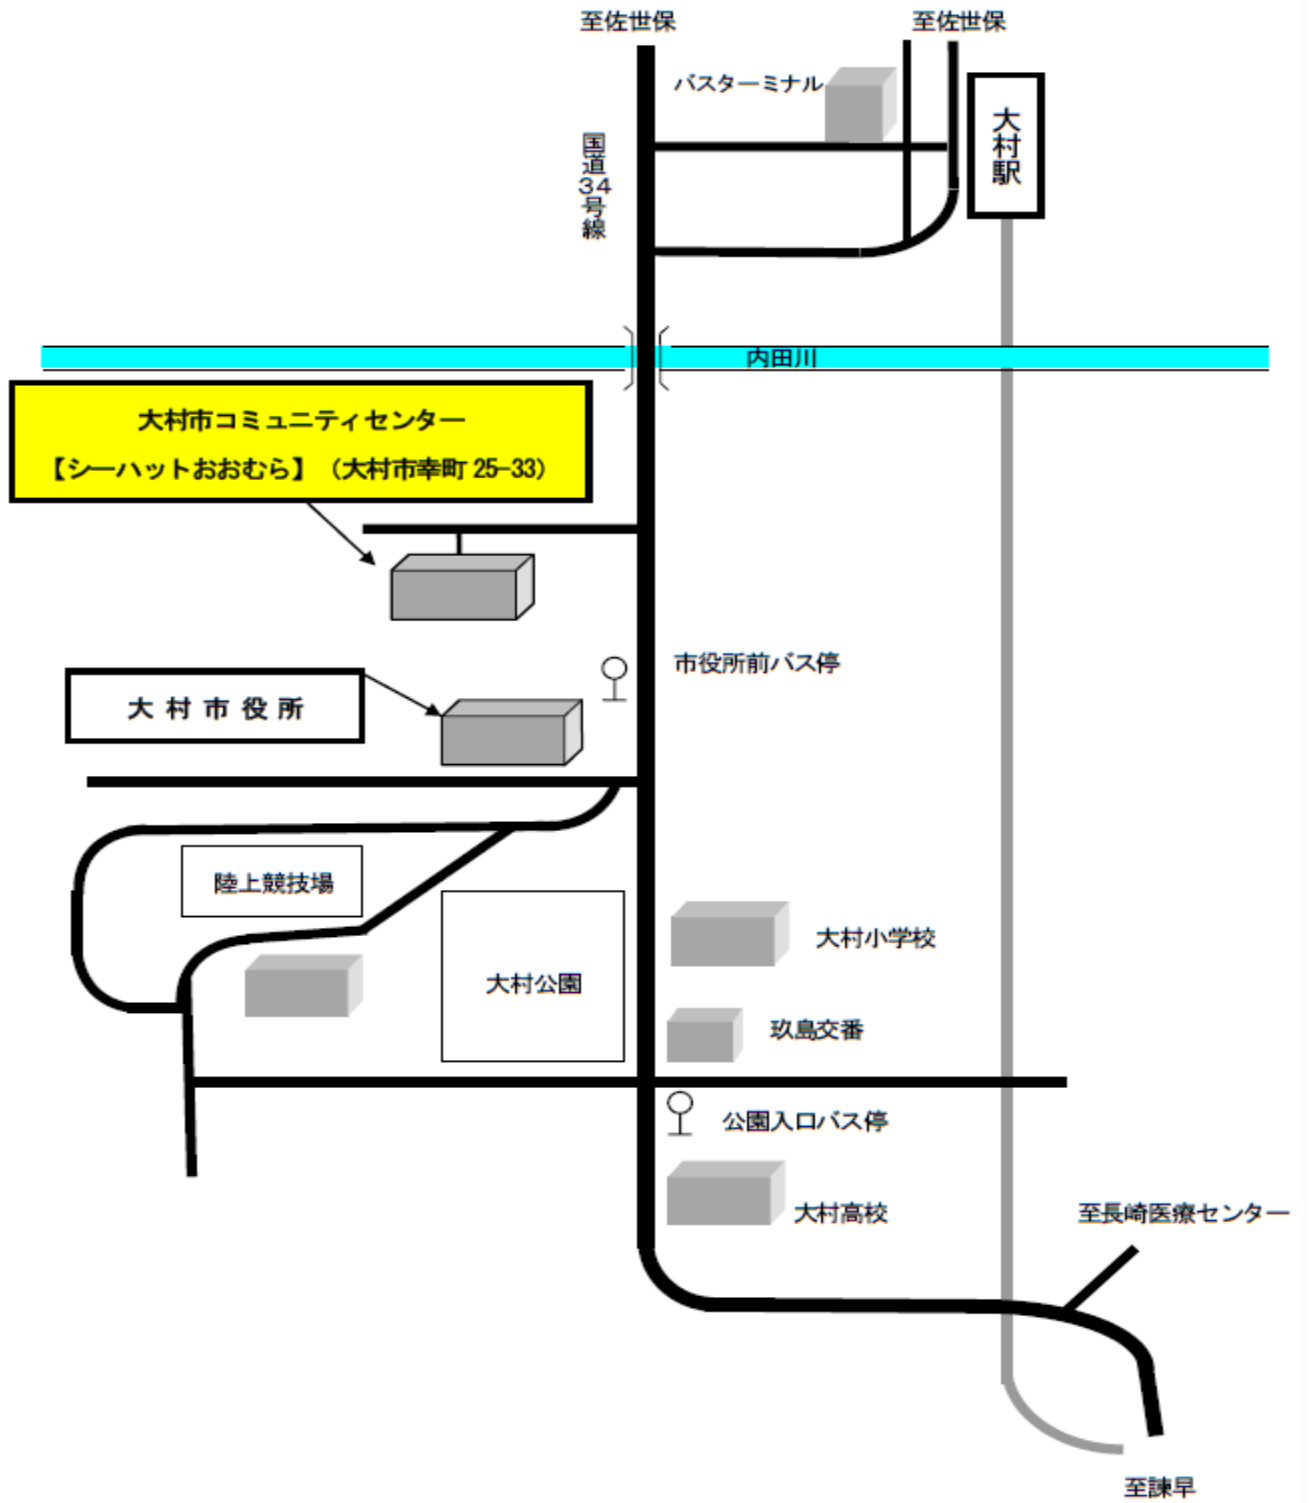 至佐世保
至佐世保
バスターミナル
大村駅
国道34号線
内田川
大村市コミュニティセンター
【シーハットおおむら】（大村市幸町25-33）
市役所前バス停
大村市役所
陸上競技場
大村小学校
大村公園
玖島交番
公園入口バス停
大村高校
至長崎医療センター
至諫早